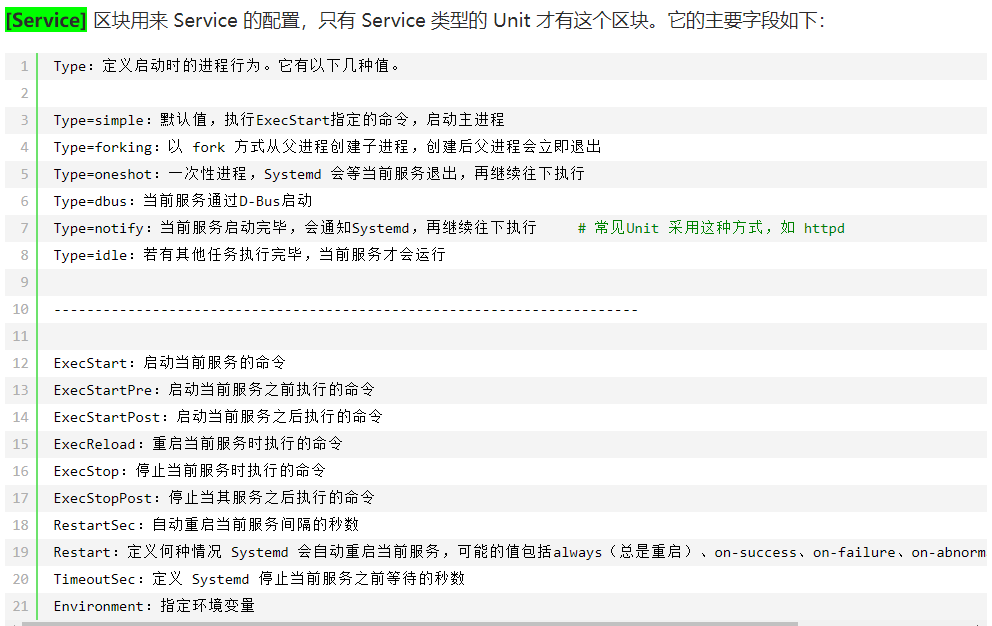 [Service] 区块用来 Service 的配置，只有 Service 类型的 Unit 才有这个区块。它的主要字段如下：
1 Type：定义启动时的进程行为。它有以下几种值。
2
3 Type=simple：默认值，执行ExecStart指定的命令，启动主进程
4 Type=forking：以 fork 方式从父进程创建子进程，创建后父进程会立即退出
5 Type=oneshot：一次性进程，Systemd 会等当前服务退出，再继续往下执行
6 Type=dbus：当前服务通过D-Bus启动
7 Type=notify：当前服务启动完毕，会通知Systemd，再继续往下执行 # 常见Unit 采用这种方式，如 httpd
8 Type=idle：若有其他任务执行完毕，当前服务才会运行
9
10 ------------------------------------------------------------------------
11
12 ExecStart：启动当前服务的命令
13 ExecStartPre：启动当前服务之前执行的命令
14 ExecStartPost：启动当前服务之后执行的命令
15 ExecReload：重启当前服务时执行的命令
16 ExecStop：停止当前服务时执行的命令
17 ExecStopPost：停止当其服务之后执行的命令
18 RestartSec：自动重启当前服务间隔的秒数
19 Restart：定义何种情况 Systemd 会自动重启当前服务，可能的值包括always（总是重启）、on-success、on-failure、on-abnorm
20 TimeoutSec：定义 Systemd 停止当前服务之前等待的秒数
21 Environment：指定环境变量